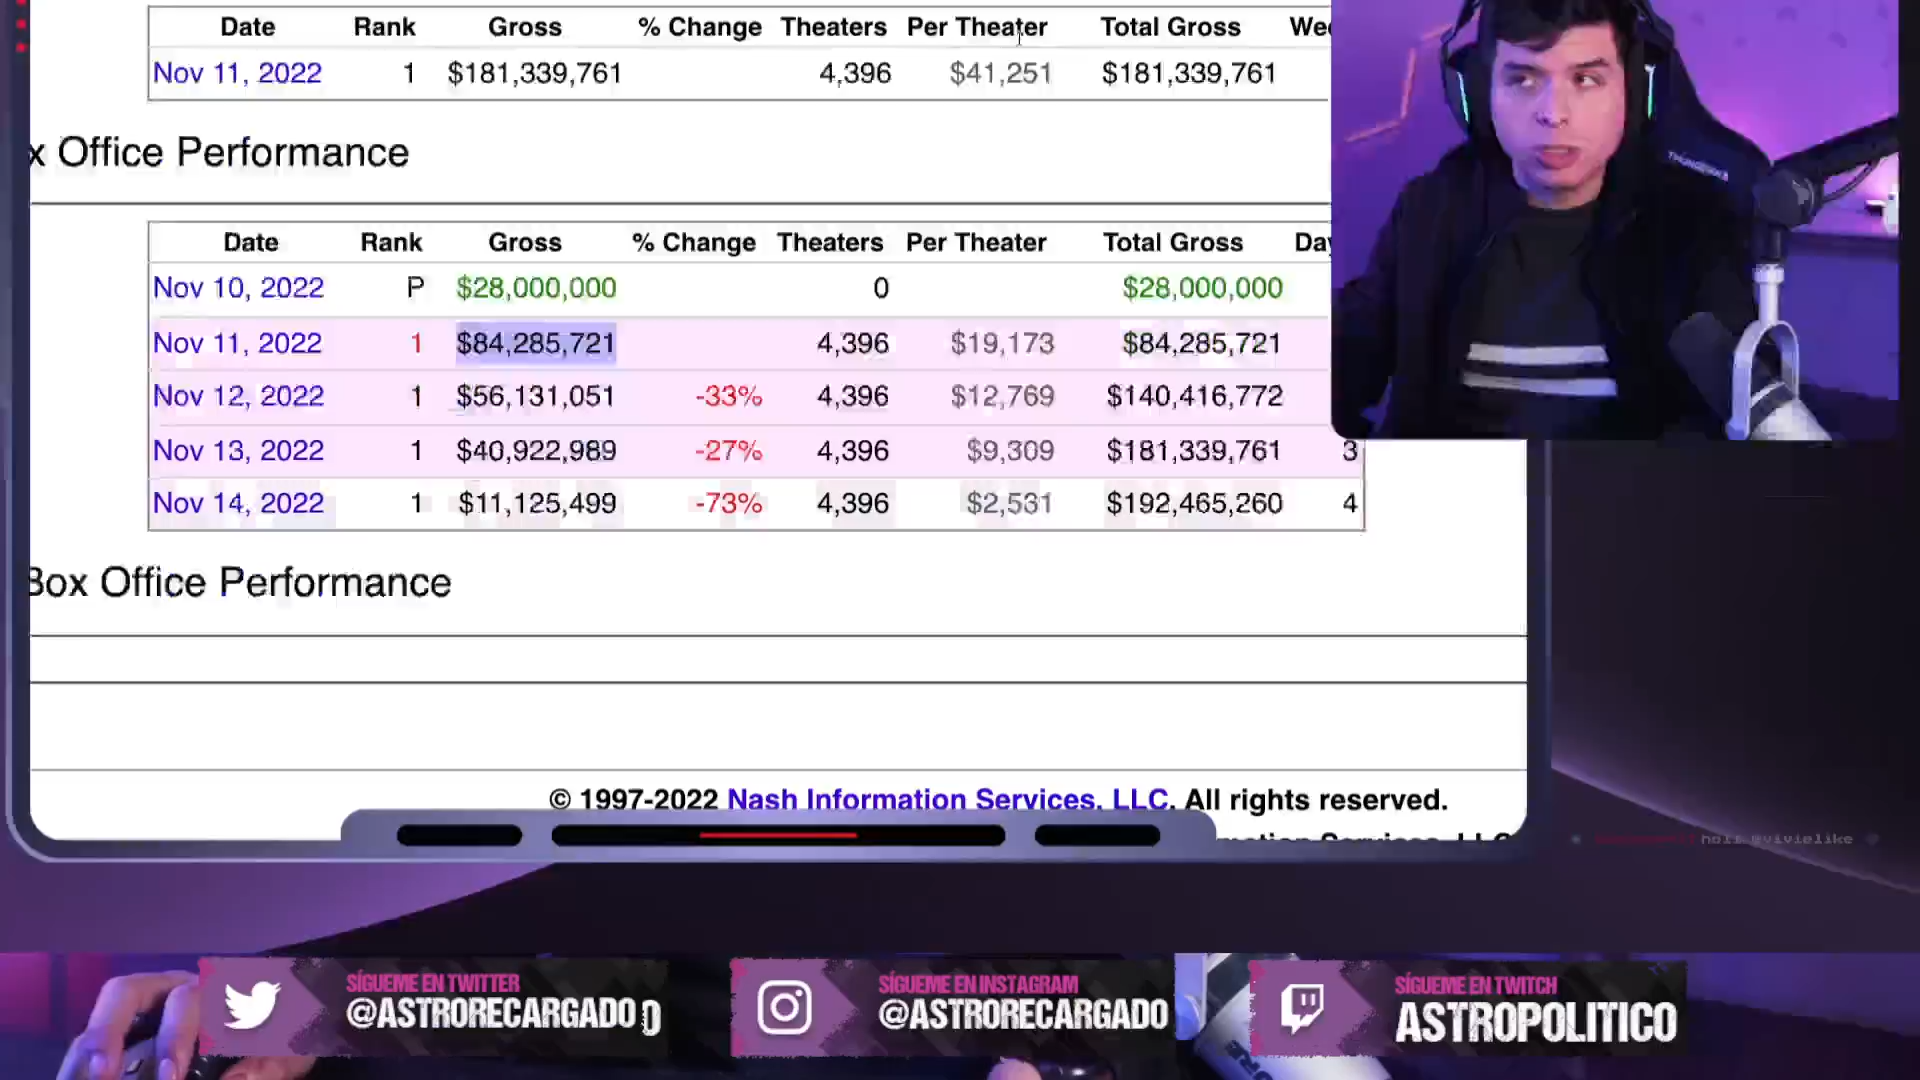 Date Rank Gross % Change Theaters Per Theater Total Gross
Nov 11, 2022 1 $181,339,761 4,396 $41,251 $181,339,761
x Office Performance
Date Rank Gross % Change Theaters Per Theater Total Gross
Nov 10, 2022 P $28,000,000 0 $28,000,000
Nov 11, 2022 1 $84,285,721 4,396 $19,173 $84,285,721
Nov 12, 2022 1 $56,131,051 -33% 4,396 $12,769 $140,416,772
Nov 13, 2022 1 $40,922,989 -27% 4,396 $9,309 $181,339,761 3
Nov 14, 2022 1 $11,125,499 -73% 4,396 $2,531 $192,465,260 4
Box Office Performance
© 1997-2022 Nash Information Services, LLC. All rights reserved.
SÍGUEME EN TWITTER
@ASTRORECARGADO
SÍGUEME EN INSTAGRAM
@ASTRORECARGADO
SÍGUEME EN TWITCH
ASTROPOLITICO